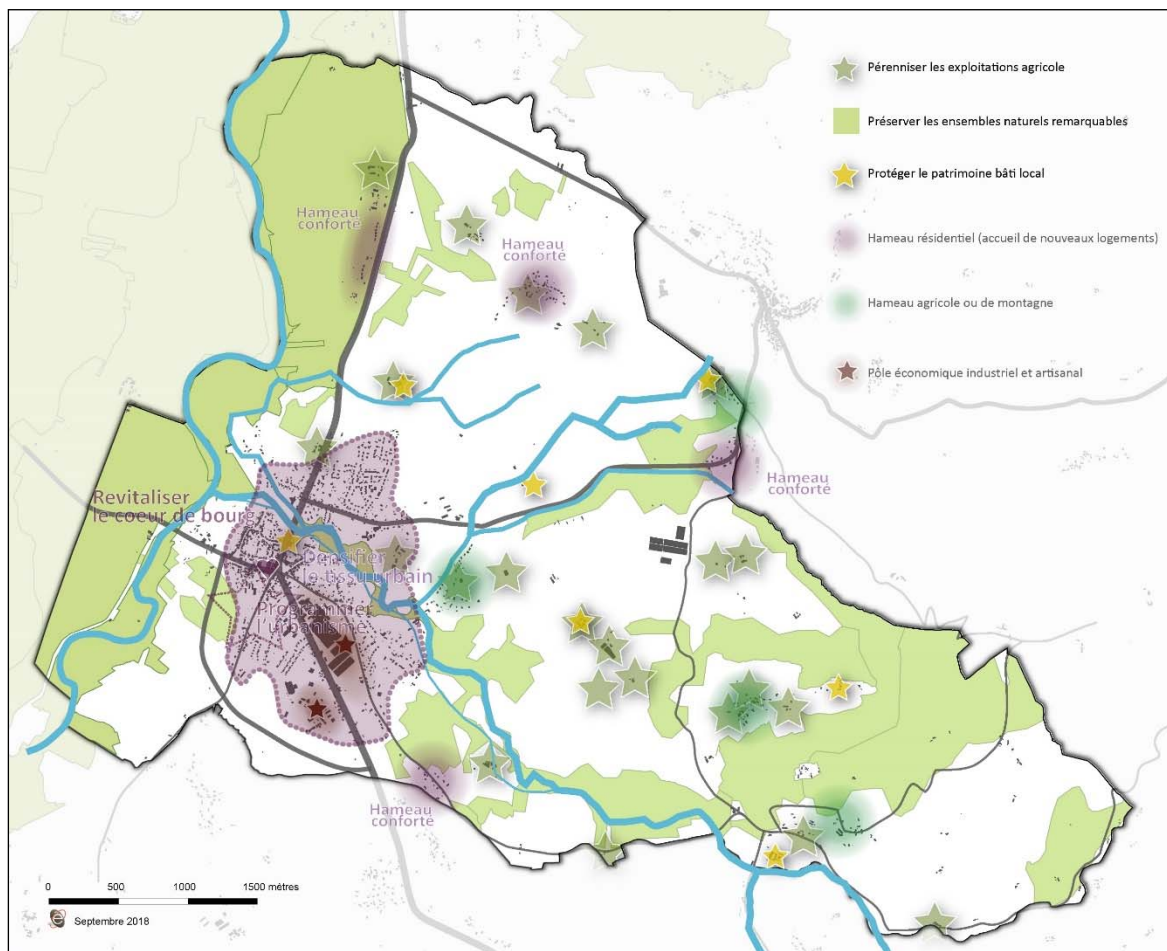 Pérenniser les exploitations agricole
Préserver les ensembles naturels remarquables
Protéger le patrimoine bâti local
Hameau résidentiel (accueil de nouveaux logements)
Hameau agricole ou de montagne
Pôle économique industriel et artisanal
Hameau
conforté
Hameau
conforté
Hameau
conforté
Revitaliser
le coeur de bourg
Densifier
le tissu urbain
Programmer
l'urbanisme
Hameau
conforté
0 500 1000 1500 mètres
Septembre 2018